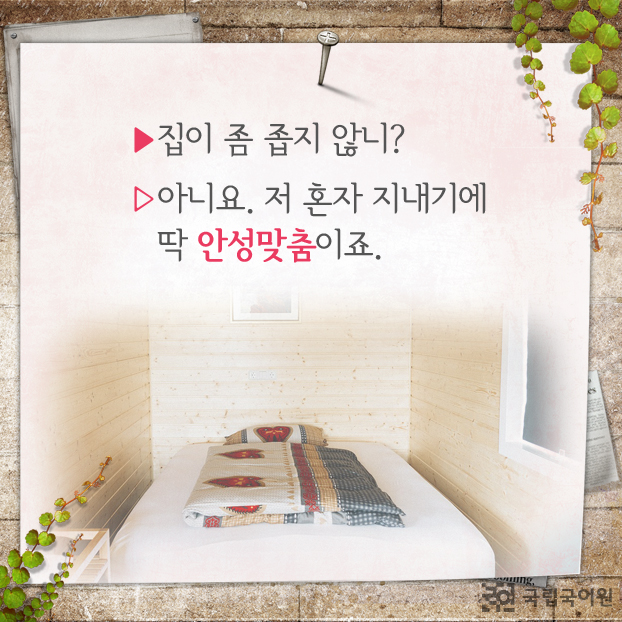 ▶집이 좀 좁지 않니?
▷아니요. 저 혼자 지내기에
딱 안성맞춤이죠.
국립국어원